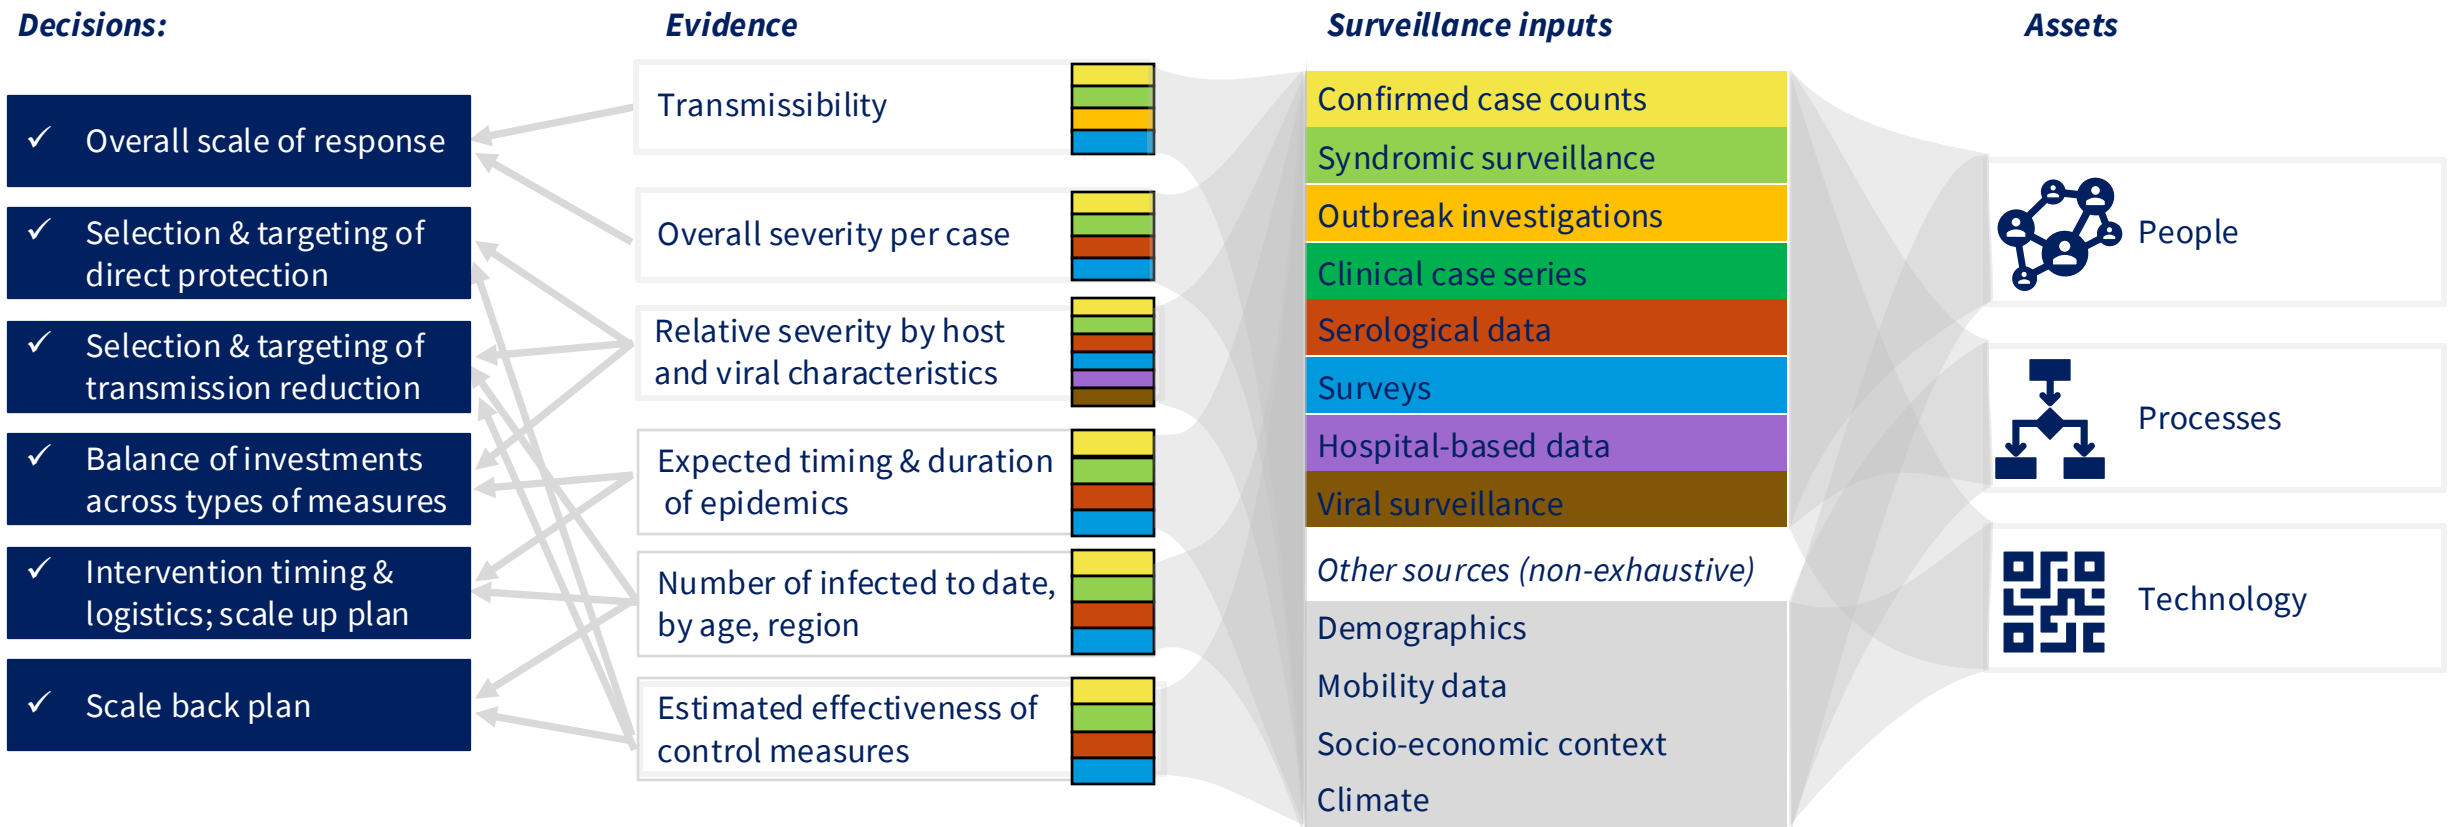 Decisions:
Overall scale of response
Selection & targeting of
direct protection
Selection & targeting of
transmission reduction
Balance of investments
across types of measures
Intervention timing &
logistics; scale up plan
Scale back plan
Evidence
Transmissibility
Overall severity per case
Relative severity by host
and viral characteristics
Expected timing & duration
of epidemics
Number of infected to date,
by age, region
Estimated effectiveness of
control measures
Surveillance inputs
Confirmed case counts
Syndromic surveillance
Outbreak investigations
Clinical case series
Serological data
Surveys
Hospital-based data
Viral surveillance
Other sources (non-exhaustive)
Demographics
Mobility data
Socio-economic context
Climate
Assets
People
Processes
Technology